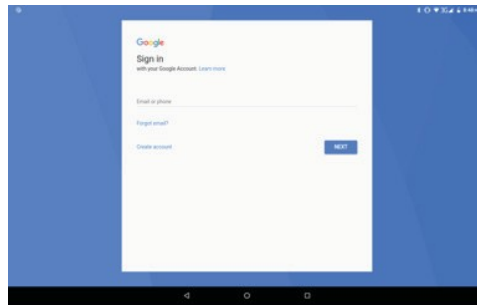 Google
Sign in
with your Google Account. Learn more
Email or phone
Forgot email?
Create account
NEXT